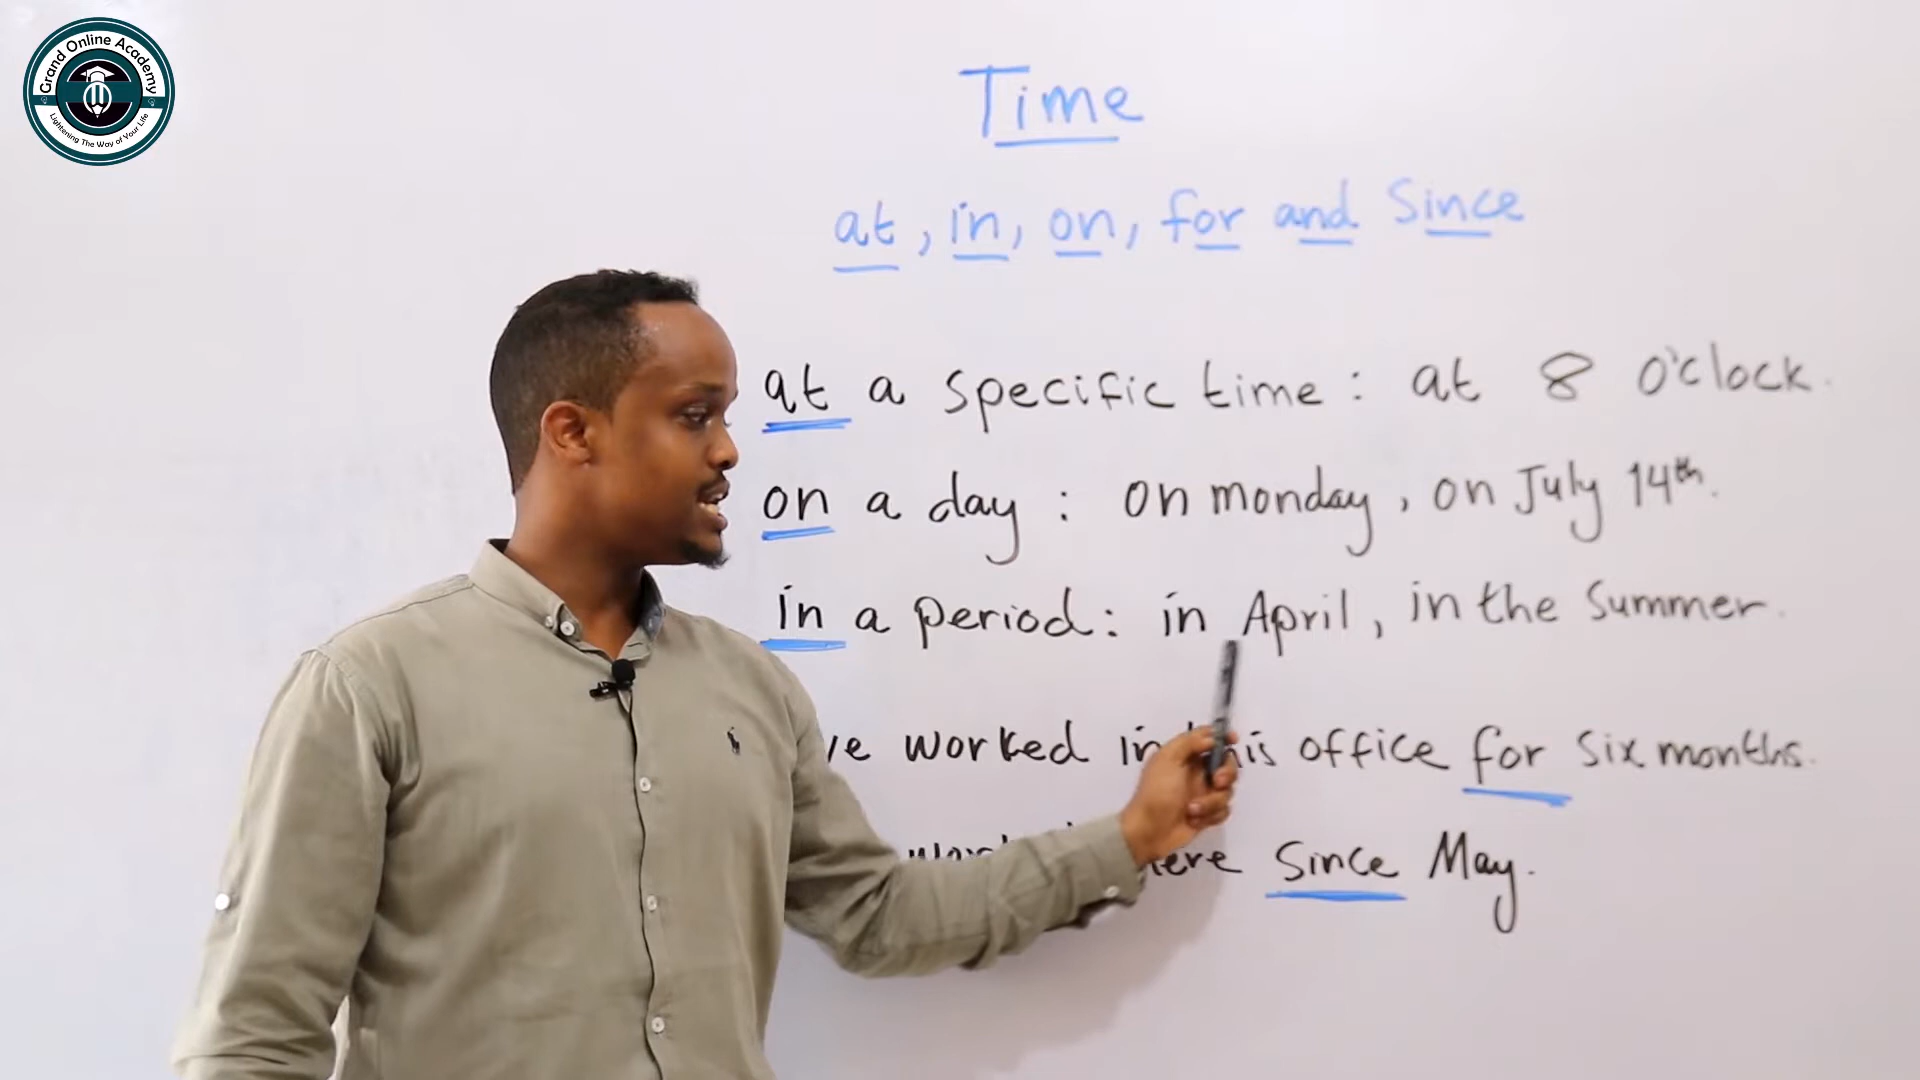 Grand Online Academy
Lightening The Way of Your Life
Time
at, in, on, for and Since
at a specific time: at 8 O'clock.
on a day: on monday, on July 14th.
in a period: in April, in the Summer.
worked in office for six months.
Since May.